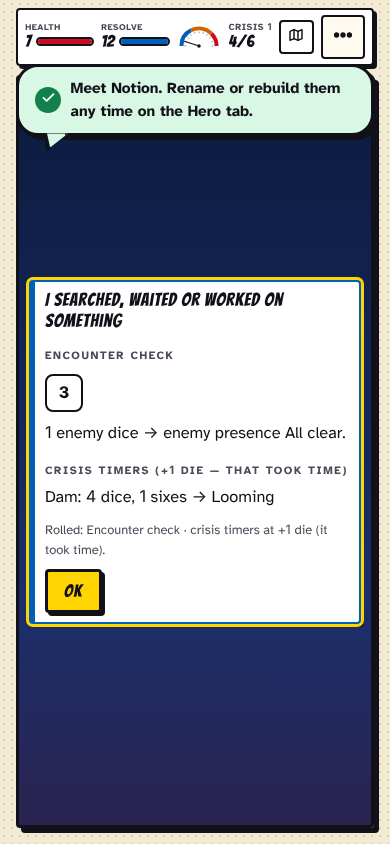 HEALTH
7
RESOLVE
12
CRISIS 1
4/6
Meet Notion. Rename or rebuild them
any time on the Hero tab.
I SEARCHED, WAITED OR WORKED ON
SOMETHING
ENCOUNTER CHECK
3
1 enemy dice → enemy presence All clear.
CRISIS TIMERS (+1 DIE — THAT TOOK TIME)
Dam: 4 dice, 1 sixes → Looming
Rolled: Encounter check · crisis timers at +1 die (it
took time).
OK